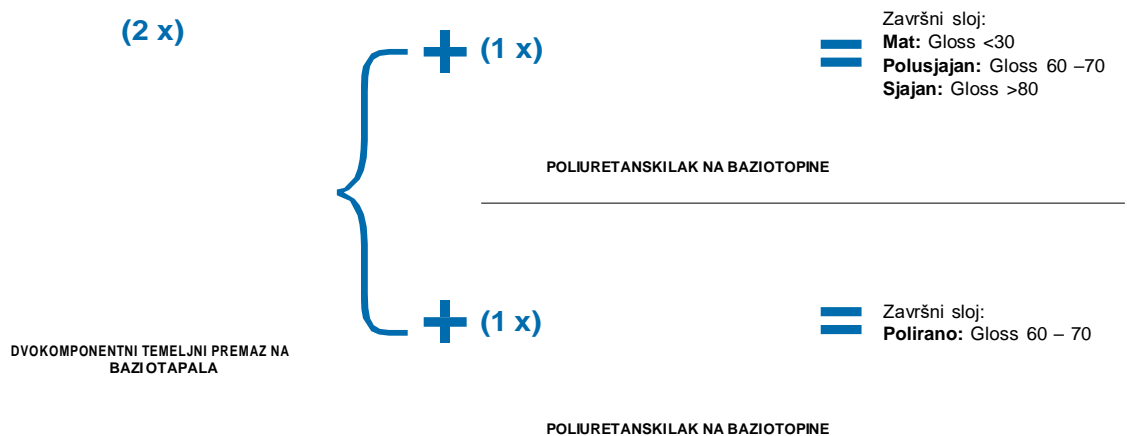 (2 x)
(1 x)
Završni sloj:
Mat: Gloss <30
Polusjajan: Gloss 60 –70
Sjajan: Gloss >80
POLIURETANSKILAK NA BAZIOTOPINE
(1 x)
Završni sloj:
Polirano: Gloss 60 – 70
DVOKOMPONENTNI TEMELJNI PREMAZ NA
BAZIOTAPALA
POLIURETANSKILAK NA BAZIOTOPINE